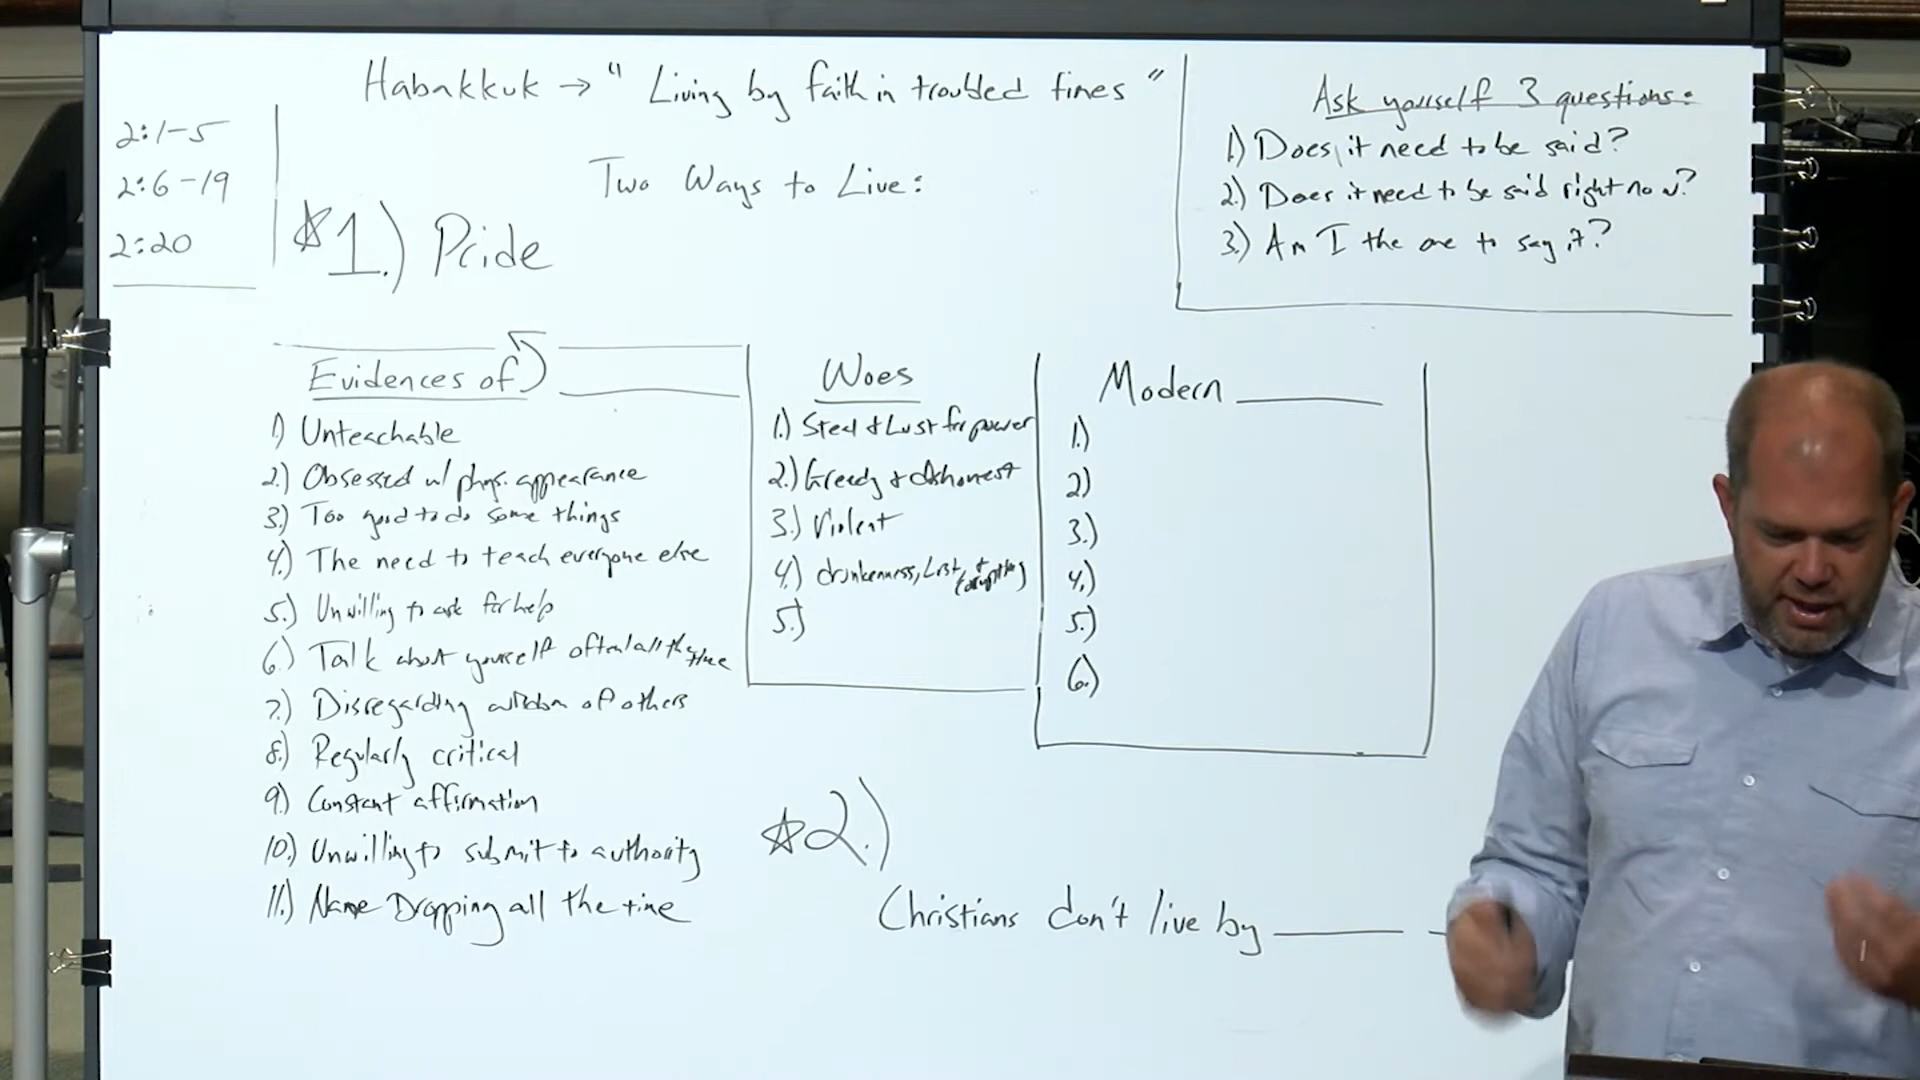 Habakkuk → "Living by faith in troubled times"
2:1-5
2:6-19
2:20
Two Ways to Live:
☆1.) Pride
Ask yourself 3 questions:
1.) Does it need to be said?
2.) Does it need to be said right now?
3.) Am I the one to say it?
Evidences of
1) Unteachable
2.) Obsessed w/ phys. appearance
3.) Too good to do some things
4.) The need to teach everyone else
5.) Unwilling to ask for help
6.) Talk about yourself often/all the time
7.) Disregarding wisdom of others
8.) Regularly critical
9.) Constant affirmation
10.) Unwilling to submit to authority
11.) Name Dropping all the time
Woes
1.) Steal & Lust for power
2.) Greedy & dishonest
3.) Violent
4.) drunkenness, Lust, &
5.)
Modern ______
1.)
2)
3.)
4.)
5.)
6.)
☆2.)
Christians don't live by ______